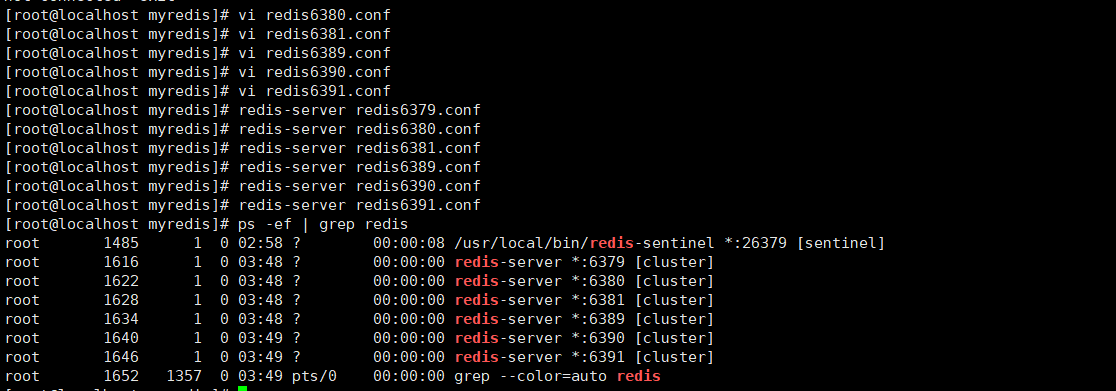 [root@localhost myredis]# vi redis6380.conf
[root@localhost myredis]# vi redis6381.conf
[root@localhost myredis]# vi redis6389.conf
[root@localhost myredis]# vi redis6390.conf
[root@localhost myredis]# vi redis6391.conf
[root@localhost myredis]# redis-server redis6379.conf
[root@localhost myredis]# redis-server redis6380.conf
[root@localhost myredis]# redis-server redis6381.conf
[root@localhost myredis]# redis-server redis6389.conf
[root@localhost myredis]# redis-server redis6390.conf
[root@localhost myredis]# redis-server redis6391.conf
[root@localhost myredis]# ps -ef | grep redis
root       1485      1  0 02:58 ?        00:00:08 /usr/local/bin/redis-sentinel *:26379 [sentinel]
root       1616      1  0 03:48 ?        00:00:00 redis-server *:6379 [cluster]
root       1622      1  0 03:48 ?        00:00:00 redis-server *:6380 [cluster]
root       1628      1  0 03:48 ?        00:00:00 redis-server *:6381 [cluster]
root       1634      1  0 03:48 ?        00:00:00 redis-server *:6389 [cluster]
root       1640      1  0 03:49 ?        00:00:00 redis-server *:6390 [cluster]
root       1646      1  0 03:49 ?        00:00:00 redis-server *:6391 [cluster]
root       1652   1357  0 03:49 pts/0    00:00:00 grep --color=auto redis